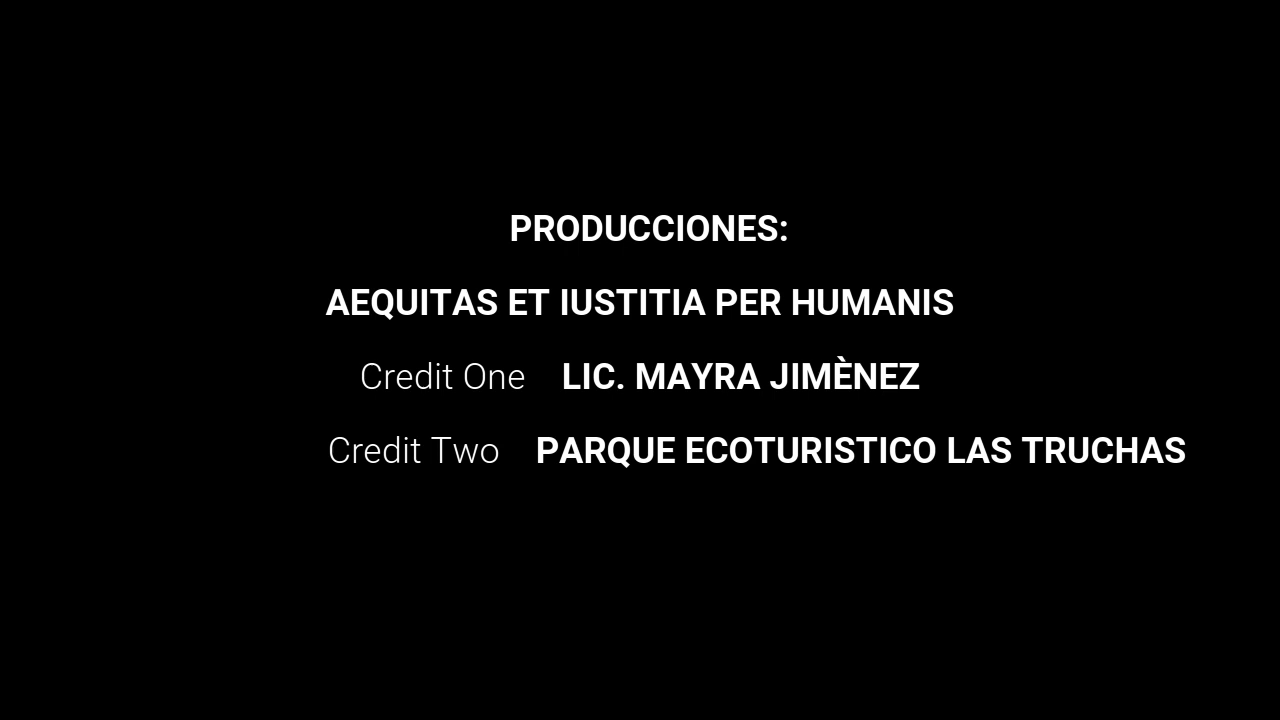 PRODUCCIONES:
AEQUITAS ET IUSTITIA PER HUMANIS
Credit One LIC. MAYRA JIMÈNEZ
Credit Two PARQUE ECOTURISTICO LAS TRUCHAS